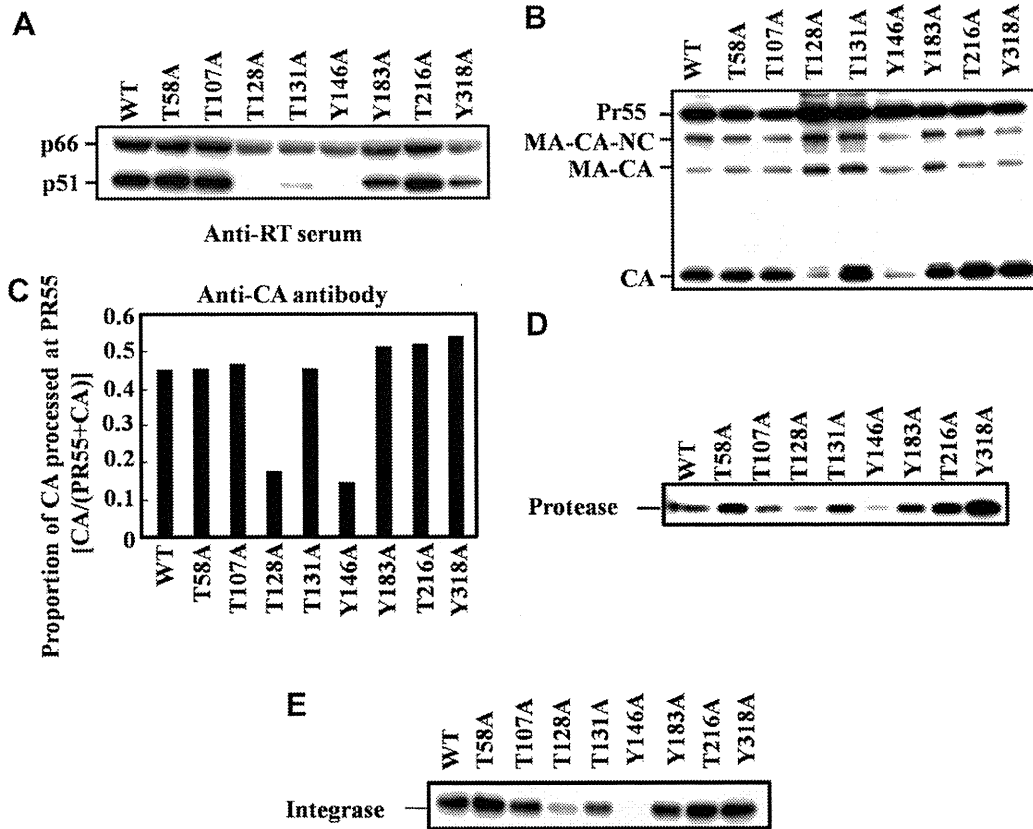 A
WT
T58A
T107A
T128A
T131A
Y146A
Y183A
T216A
Y318A
p66
p51
Anti-RT serum
B
WT
T58A
T107A
T128A
T131A
Y146A
Y183A
T216A
Y318A
Pr55
MA-CA-NC
MA-CA
CA
Anti-CA antibody
C
Proportion of CA processed at PR55
[CA/(PR55+CA)]
0.6
0.5
0.4
0.3
0.2
0.1
0
WT
T58A
T107A
T128A
T131A
Y146A
Y183A
T216A
Y318A
D
WT
T58A
T107A
T128A
T131A
Y146A
Y183A
T216A
Y318A
Protease
E
WT
T58A
T107A
T128A
T131A
Y146A
Y183A
T216A
Y318A
Integrase